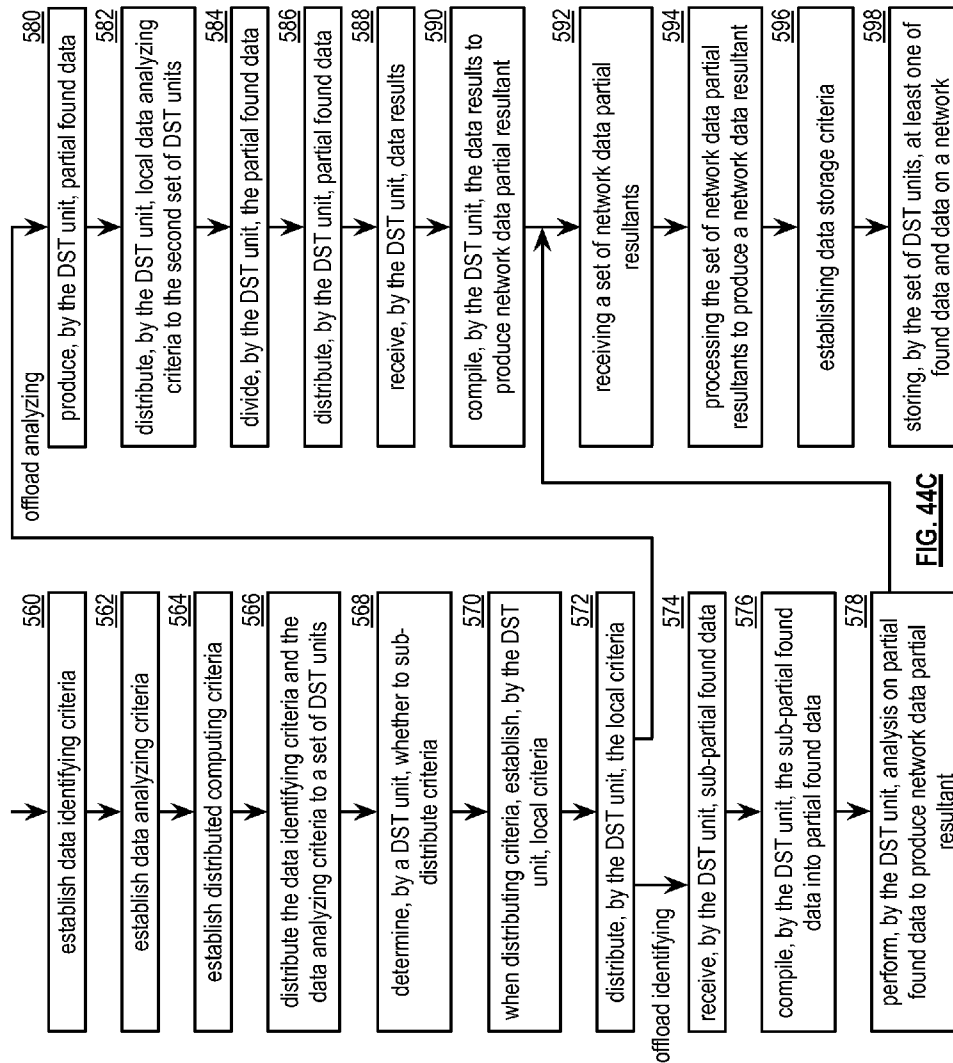 560
establish data identifying criteria
562
establish data analyzing criteria
564
established distributed computing criteria
566
distribute the data identifying criteria and the
data analyzing criteria to a set of DST units
568
determine, by a DST unit, whether to sub-
distribute criteria
570
when distributing criteria, establish, by the DST
unit, local criteria
572
distribute, by the DST unit, the local criteria
offload identifying
574
receive, by the DST unit, sub-partial found data
576
compile, by the DST unit, the sub-partial found
data into partial found data
578
perform, by the DST unit, analysis on partial
found data to produce network data partial
resultant
offload analyzing
580
produce, by the DST unit, partial found data
582
distribute, by the DST unit, local data analyzing
criteria to the second set of DST units
584
divide, by the DST unit, the partial found data
586
distribute, by the DST unit, partial found data
588
receive, by the DST unit, data results
590
compile, by the DST unit, the data results to
produce network data partial resultant
592
receiving a set of network data partial
resultants
594
processing the set of network data partial
resultants to produce a network data resultant
596
establishing data storage criteria
598
storing, by the set of DST units, at least one of
found data and data on a network
FIG. 44C